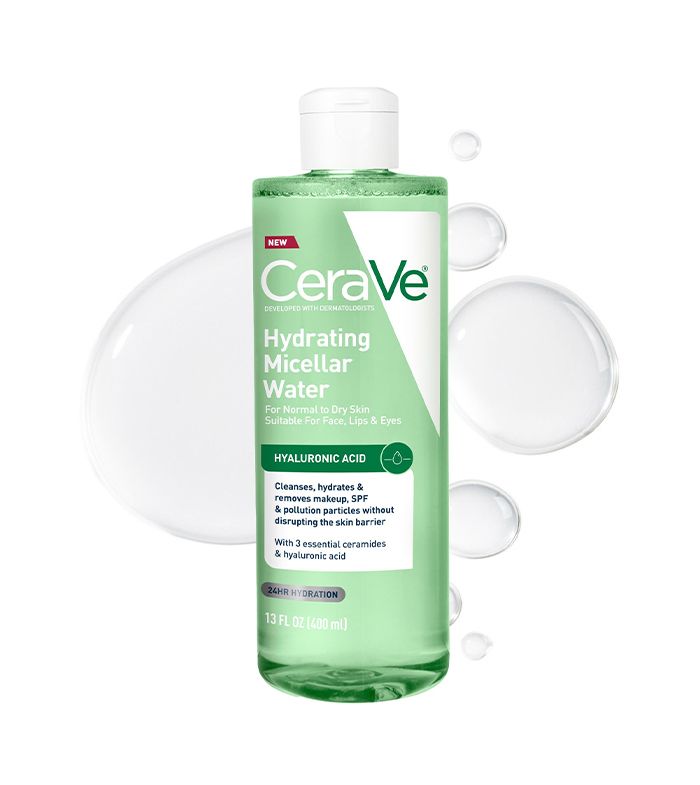 NEW
CeraVe®
DEVELOPED WITH DERMATOLOGISTS
Hydrating
Micellar
Water
For Normal to Dry Skin
Suitable For Face, Lips & Eyes
HYALURONIC ACID
Cleanses, hydrates &
removes makeup, SPF
& pollution particles without
disrupting the skin barrier
With 3 essential ceramides
& hyaluronic acid
24HR HYDRATION
13 FL OZ (400 ml)